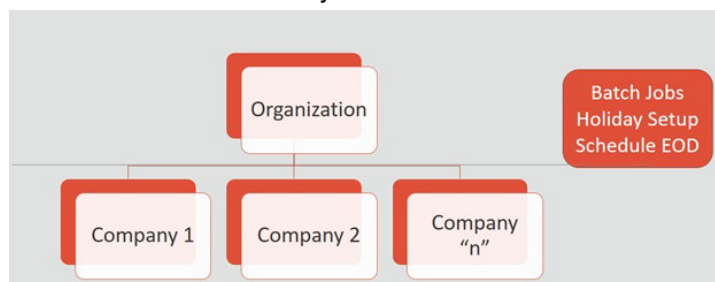 Organization
Batch Jobs
Holiday Setup
Schedule EOD
Company 1
Company 2
Company
“n”